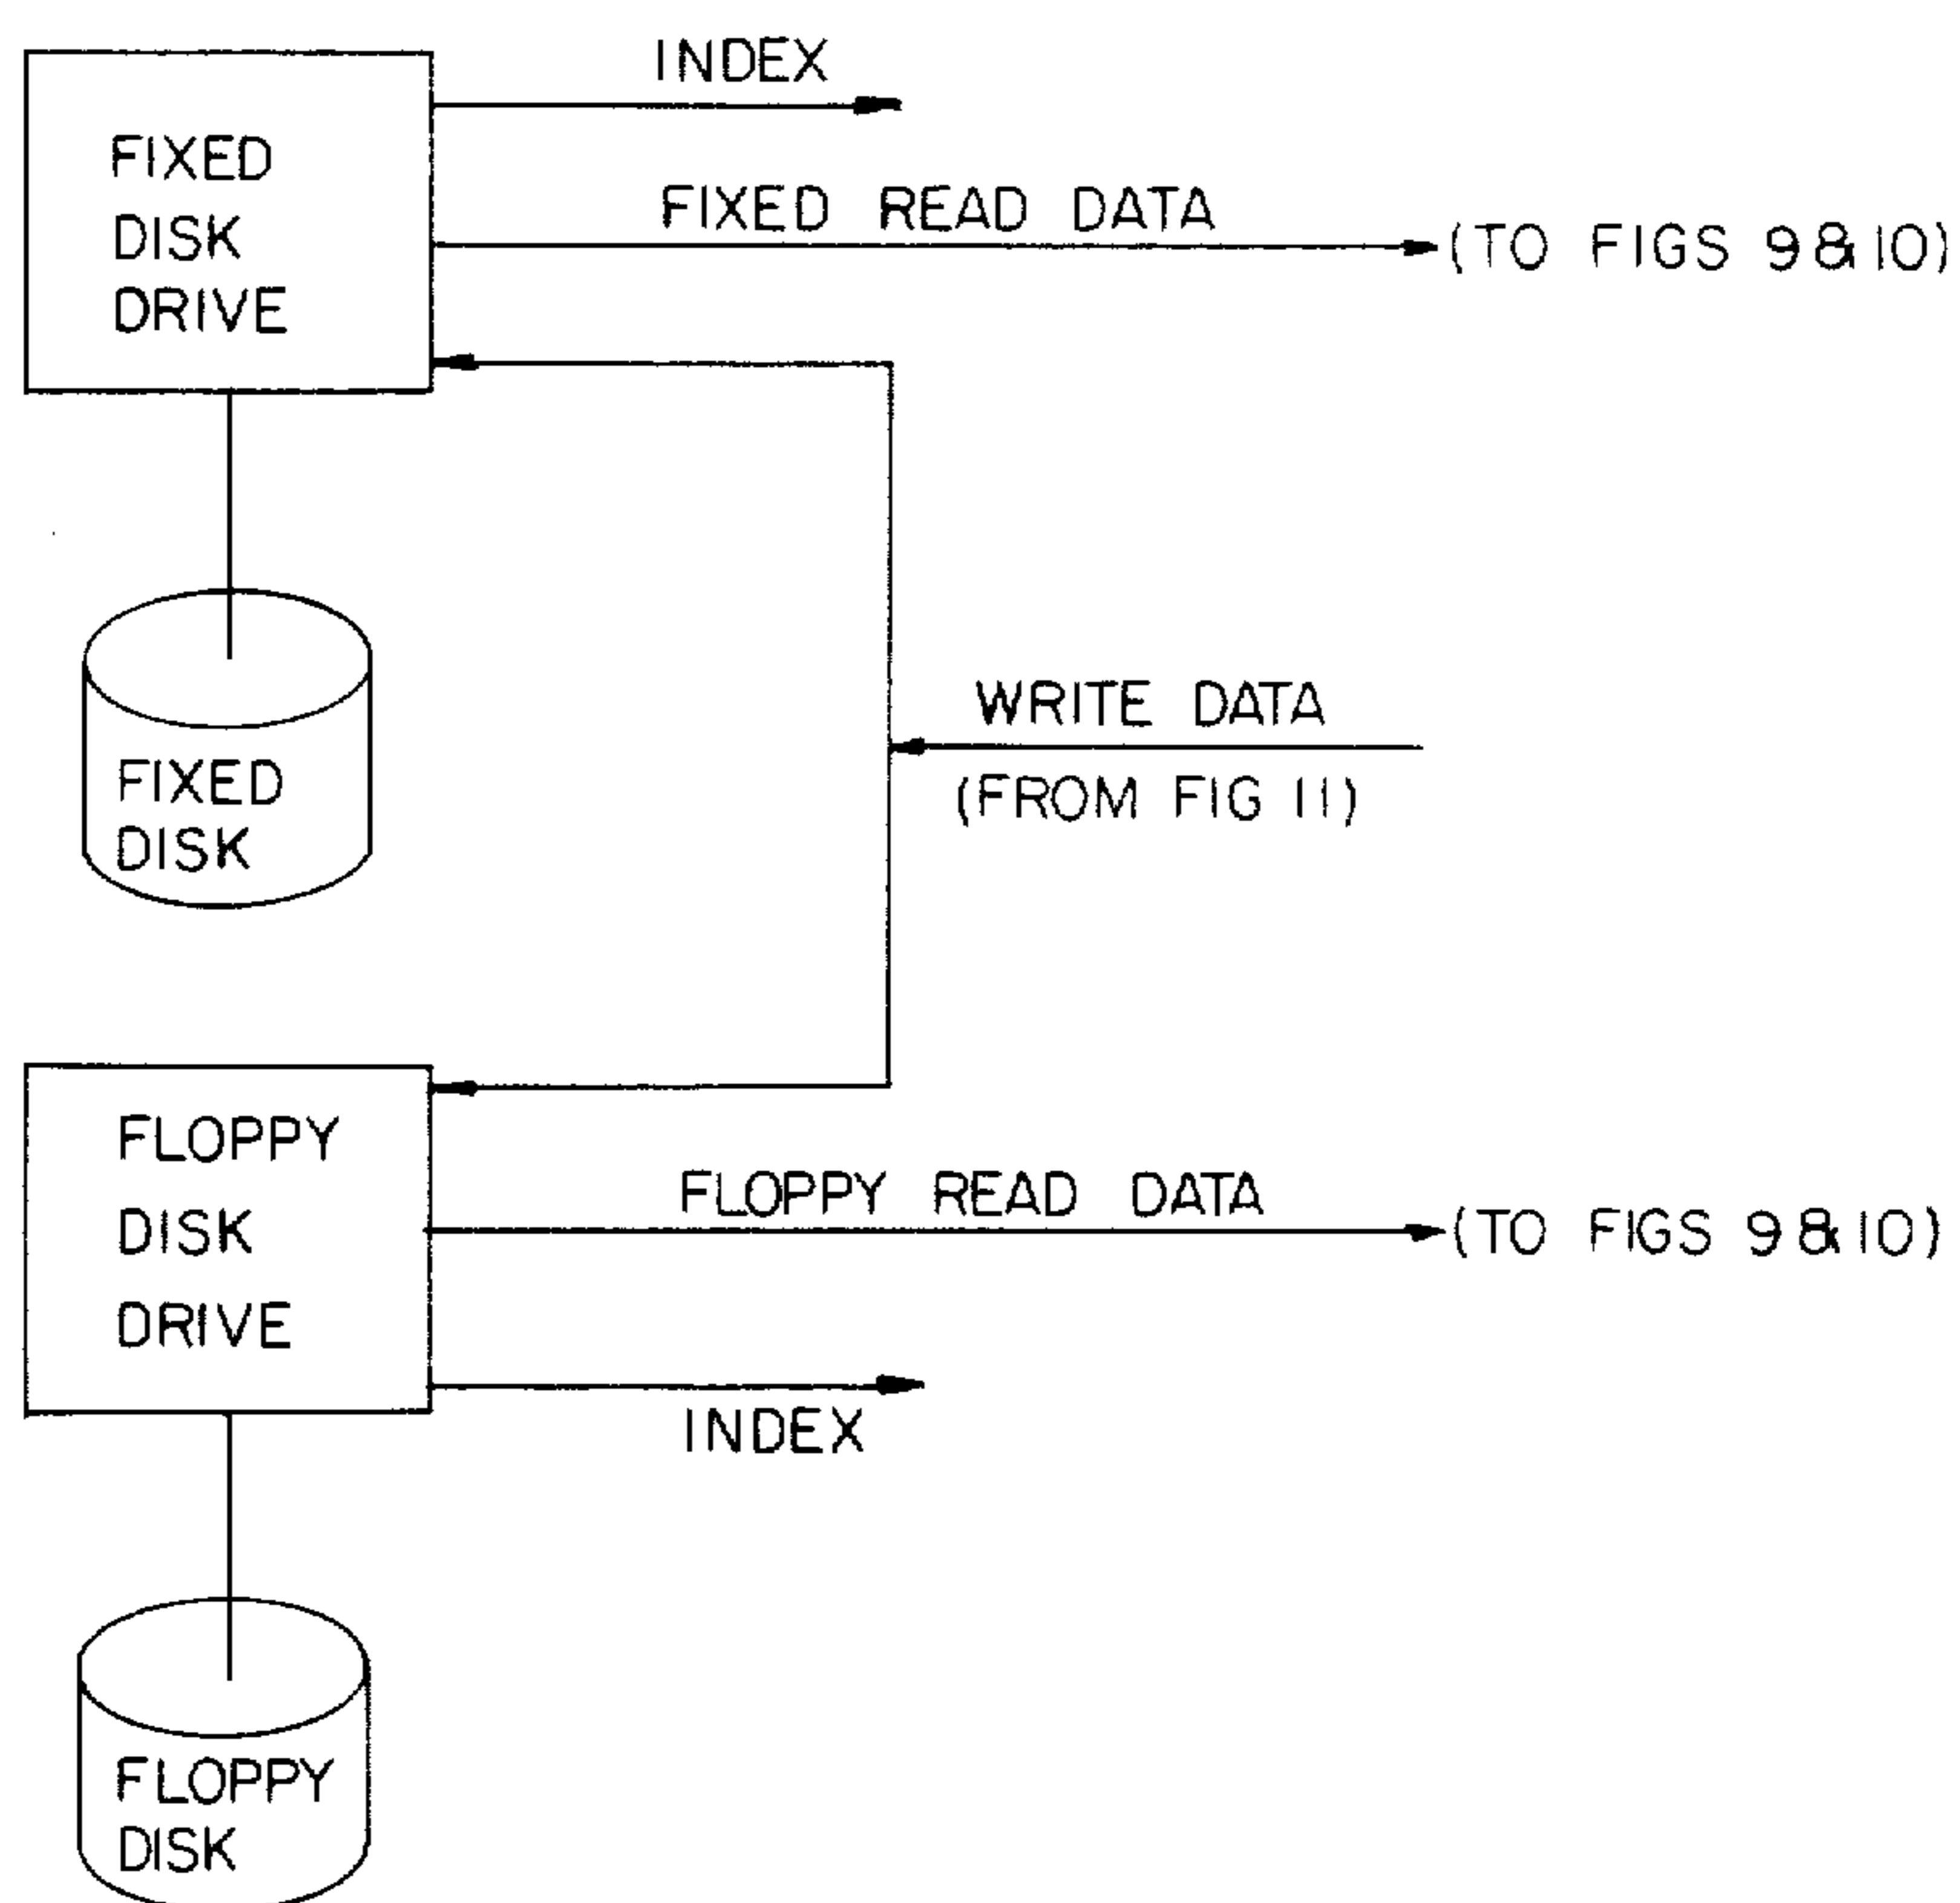 INDEX
FIXED
DISK
DRIVE
FIXED READ DATA
(TO FIGS 9 & 10)
WRITE DATA
(FROM FIG 11)
FIXED
DISK
FLOPPY
DISK
DRIVE
FLOPPY READ DATA
(TO FIGS 9 & 10)
INDEX
FLOPPY
DISK